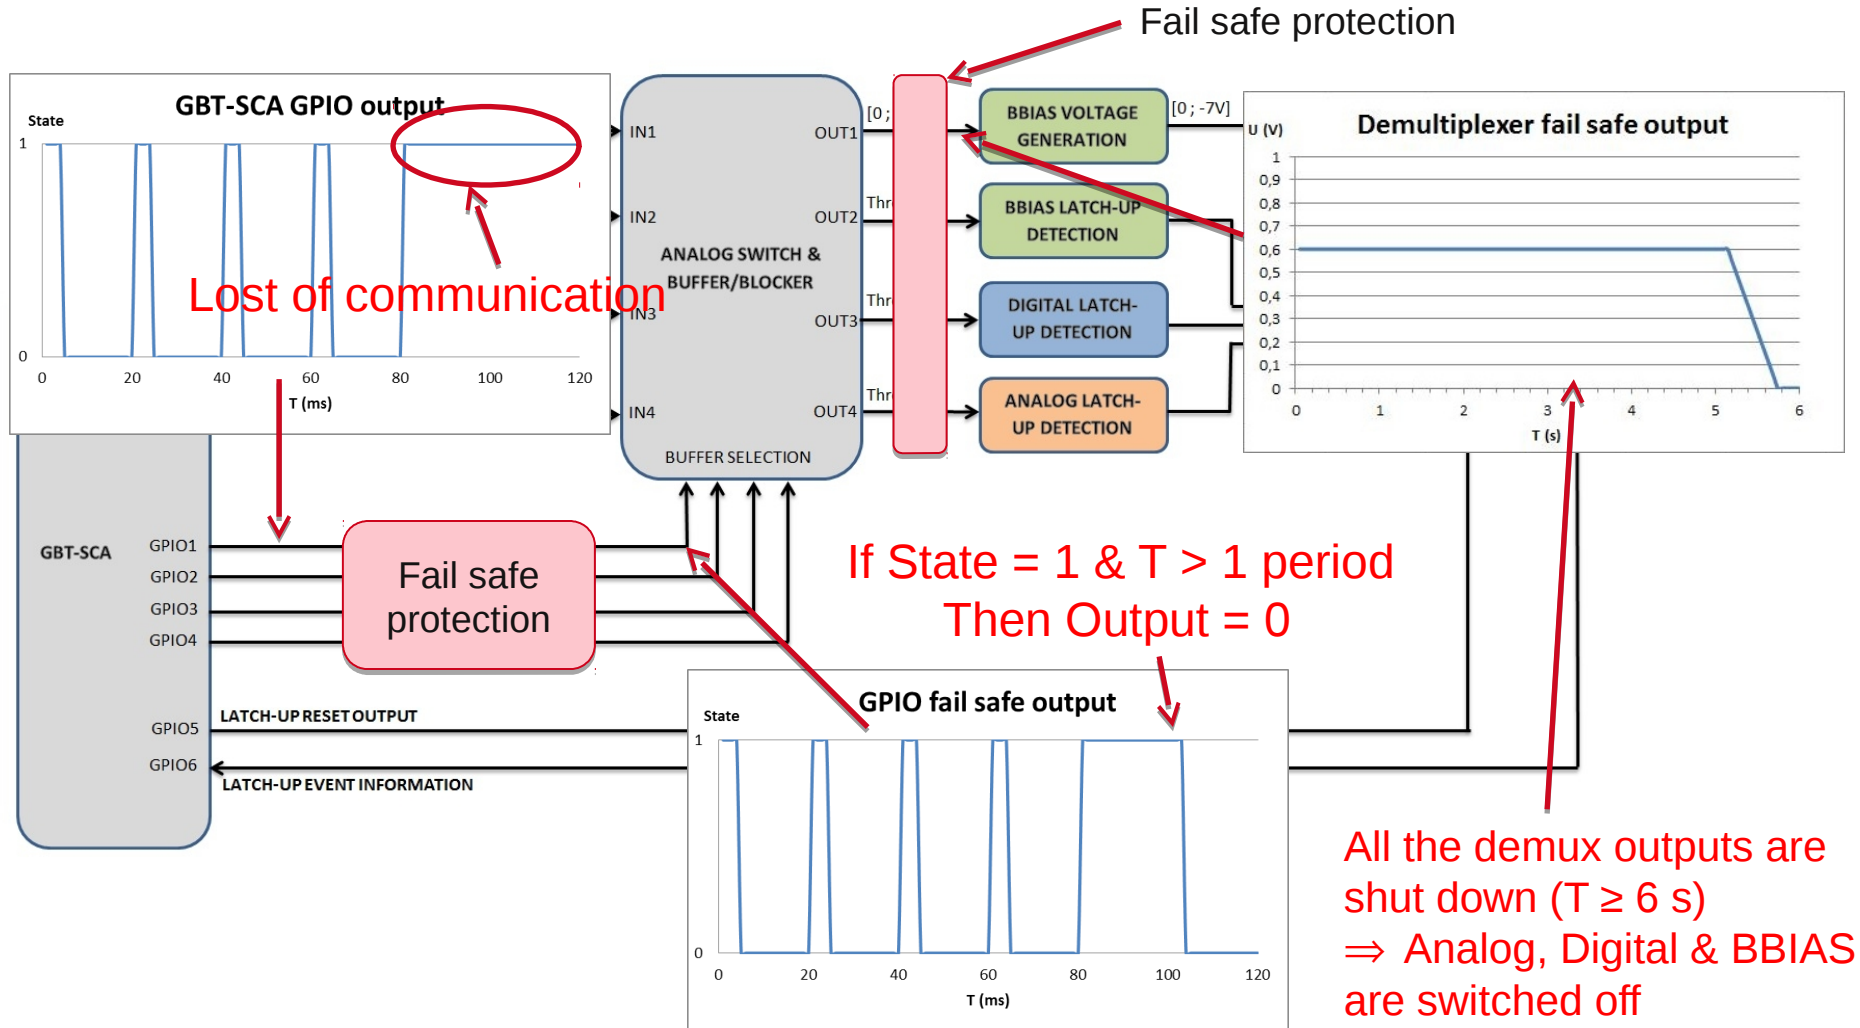 Fail safe protection
GBT-SCA GPIO output
State
1
0
0 20 40 60 80 100 120
T (ms)
Lost of communication
IN1
IN2
IN3
IN4
ANALOG SWITCH &
BUFFER/BLOCKER
BUFFER SELECTION
OUT1
OUT2
OUT3
OUT4
[0 ;
Thr
Thr
Thr
BBIAS VOLTAGE
GENERATION
[0 ; -7V]
BBIAS LATCH-UP
DETECTION
DIGITAL LATCH-
UP DETECTION
ANALOG LATCH-
UP DETECTION
Demultiplexer fail safe output
U (V)
1
0,9
0,8
0,7
0,6
0,5
0,4
0,3
0,2
0,1
0
0 1 2 3 4 5 6
T (s)
GBT-SCA
GPIO1
GPIO2
GPIO3
GPIO4
GPIO5
GPIO6
Fail safe
protection
If State = 1 & T > 1 period
Then Output = 0
LATCH-UP RESET OUTPUT
LATCH-UP EVENT INFORMATION
GPIO fail safe output
State
1
0
0 20 40 60 80 100 120
T (ms)
All the demux outputs are
shut down (T ≥ 6 s)
⇒ Analog, Digital & BBIAS
are switched off